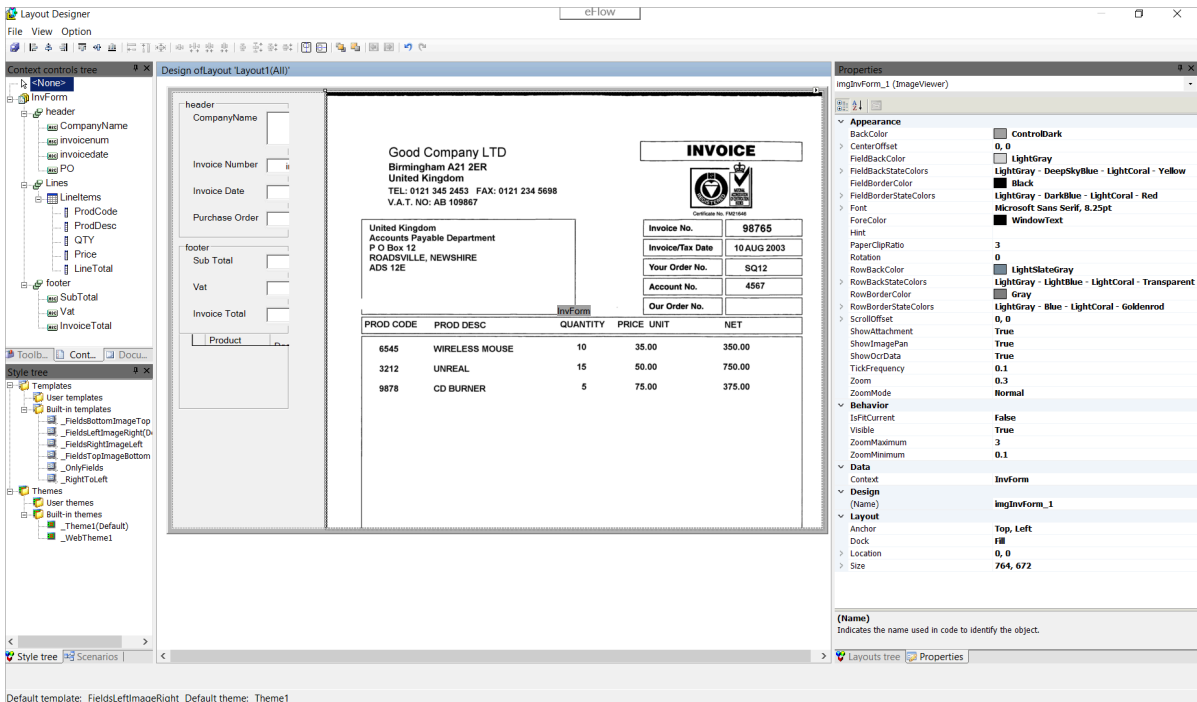 Layout Designer
eFlow
File View Option
Context controls tree
<None>
InvForm
header
CompanyName
invoicenum
invoicedate
PO
Lines
LineItems
ProdCode
ProdDesc
QTY
Price
LineTotal
footer
SubTotal
Vat
InvoiceTotal
Toolb... Cont... Docu...
Style tree
Templates
User templates
Built-in templates
_FieldsBottomImageTop
_FieldsLeftImageRight(De
_FieldsRightImageLeft
_FieldsTopImageBottom
_OnlyFields
_RightToLeft
Themes
User themes
Built-in themes
_Theme1(Default)
_WebTheme1
Style tree Scenarios
Design ofLayout 'Layout1(All)'
header
CompanyName
Invoice Number
Invoice Date
Purchase Order
footer
Sub Total
Vat
Invoice Total
Product
Good Company LTD
Birmingham A21 2ER
United Kingdom
TEL: 0121 345 2453 FAX: 0121 234 5698
V.A.T. NO: AB 109867
INVOICE
Certificate No. FM21648
United Kingdom
Accounts Payable Department
P O Box 12
ROADSVILLE, NEWSHIRE
ADS 12E
Invoice No. 98765
Invoice/Tax Date 10 AUG 2003
Your Order No. SQ12
Account No. 4567
Our Order No.
InvForm
PROD CODE PROD DESC QUANTITY PRICE UNIT NET
6545 WIRELESS MOUSE 10 35.00 350.00
3212 UNREAL 15 50.00 750.00
9878 CD BURNER 5 75.00 375.00
Properties
imgInvForm_1 (ImageViewer)
Appearance
BackColor ControlDark
CenterOffset 0, 0
FieldBackColor LightGray
FieldBackStateColors LightGray - DeepSkyBlue - LightCoral - Yellow
FieldBorderColor Black
FieldBorderStateColors LightGray - DarkBlue - LightCoral - Red
Font Microsoft Sans Serif, 8.25pt
ForeColor WindowText
Hint
PaperClipRatio 3
Rotation 0
RowBackColor LightSlateGray
RowBackStateColors LightGray - LightBlue - LightCoral - Transparent
RowBorderColor Gray
RowBorderStateColors LightGray - Blue - LightCoral - Goldenrod
ScrollOffset 0, 0
ShowAttachment True
ShowImagePan True
ShowOcrData True
TickFrequency 0.1
Zoom 0.3
ZoomMode Normal
Behavior
IsFitCurrent False
Visible True
ZoomMaximum 3
ZoomMinimum 0.1
Data
Context InvForm
Design
(Name) imgInvForm_1
Layout
Anchor Top, Left
Dock Fill
Location 0, 0
Size 764, 672
(Name)
Indicates the name used in code to identify the object.
Layouts tree Properties
Default template: _FieldsLeftImageRight Default theme: _Theme1